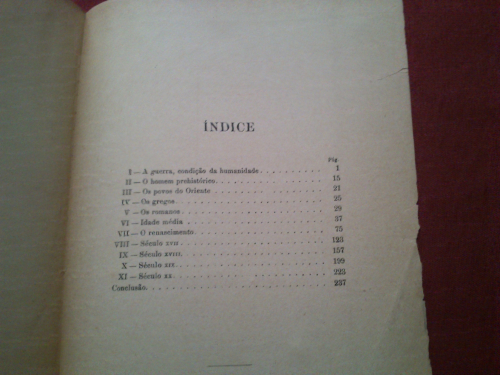 ÍNDICE
Pág.
I — A guerra, condição da humanidade 1
II — O homem prehistórico 15
III — Os povos do Oriente 21
IV — Os gregos 25
V — Os romanos 29
VI — Idade média 37
VII — O renascimento 75
VIII — Século XVII 125
IX — Século XVIII 157
X — Século XIX 199
XI — Século XX 223
Conclusão 237